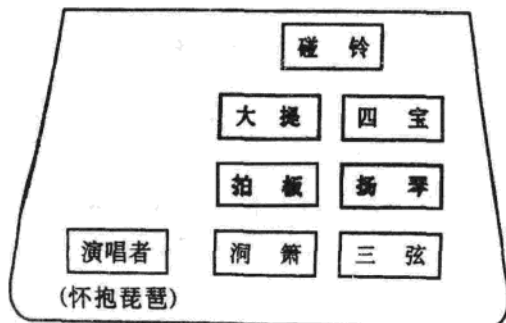 碰 铃
大 提 四 宝
拍 板 扬 琴
演唱者 洞 箫 三 弦
(怀抱琵琶)